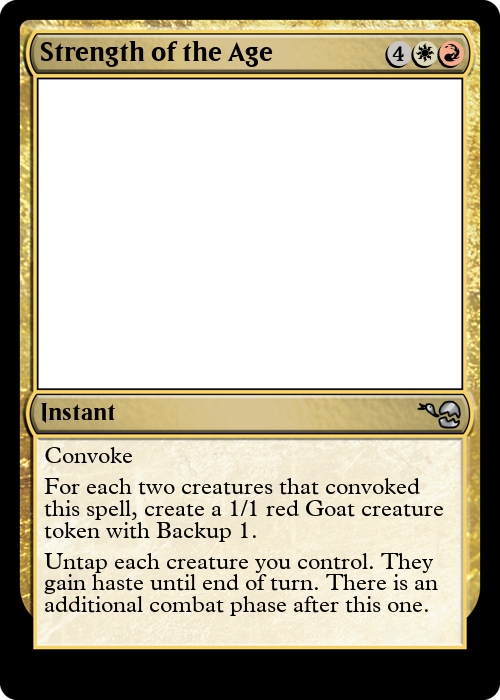 Strength of the Age 4
Instant
Convoke
For each two creatures that convoked
this spell, create a 1/1 red Goat creature
token with Backup 1.
Untap each creature you control. They
gain haste until end of turn. There is an
additional combat phase after this one.